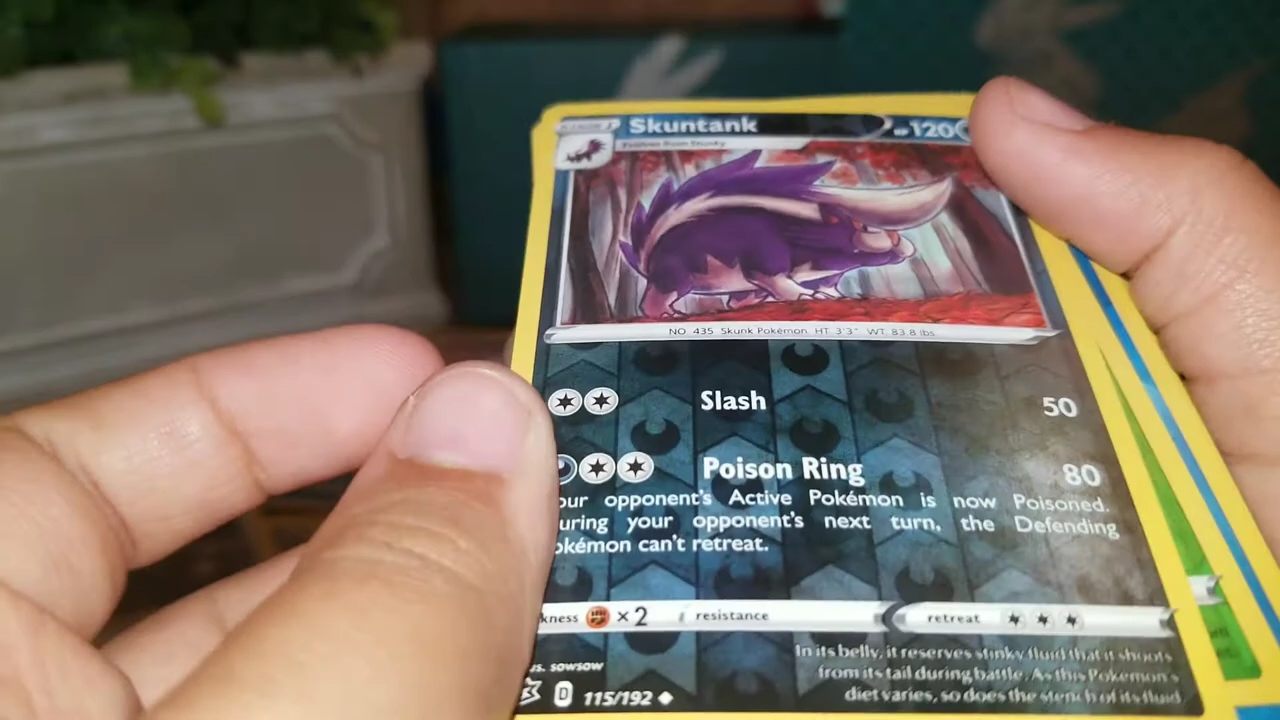 Skuntank HP 120
Evolves from Stunky
NO. 435 Skunk Pokémon HT. 3'3" WT. 83.8 lbs
Slash 50
Poison Ring 80
our opponent's Active Pokémon is now Poisoned.
uring your opponent's next turn, the Defending
okémon can't retreat.
kness ×2 resistance retreat
us. sowsow
In its belly, it reserves stinky fluid that it shoots
from its tail during battle. As this Pokémon's
diet varies, so does the stench of its fluid
D 115/192